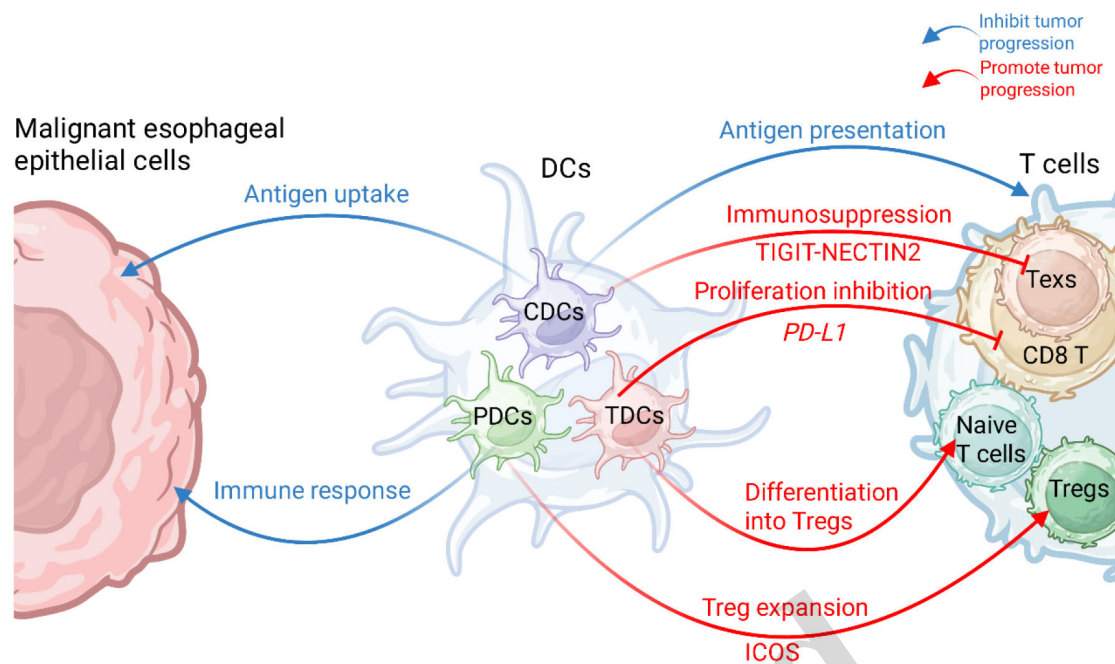 Inhibit tumor
progression
Promote tumor
progression
Malignant esophageal
epithelial cells
DCs
Antigen presentation
T cells
Antigen uptake
Immunosuppression
TIGIT-NECTIN2
Texs
Proliferation inhibition
CDCs
PD-L1
CD8 T
PDCs
TDCs
Naive
T cells
Immune response
Differentiation
into Tregs
Tregs
Treg expansion
ICOS